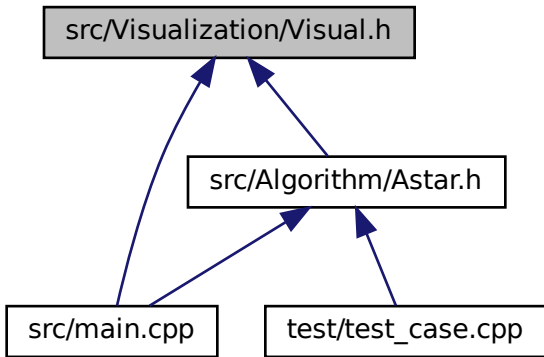 src/Visualization/Visual.h
src/Algorithm/Astar.h
src/main.cpp
test/test_case.cpp